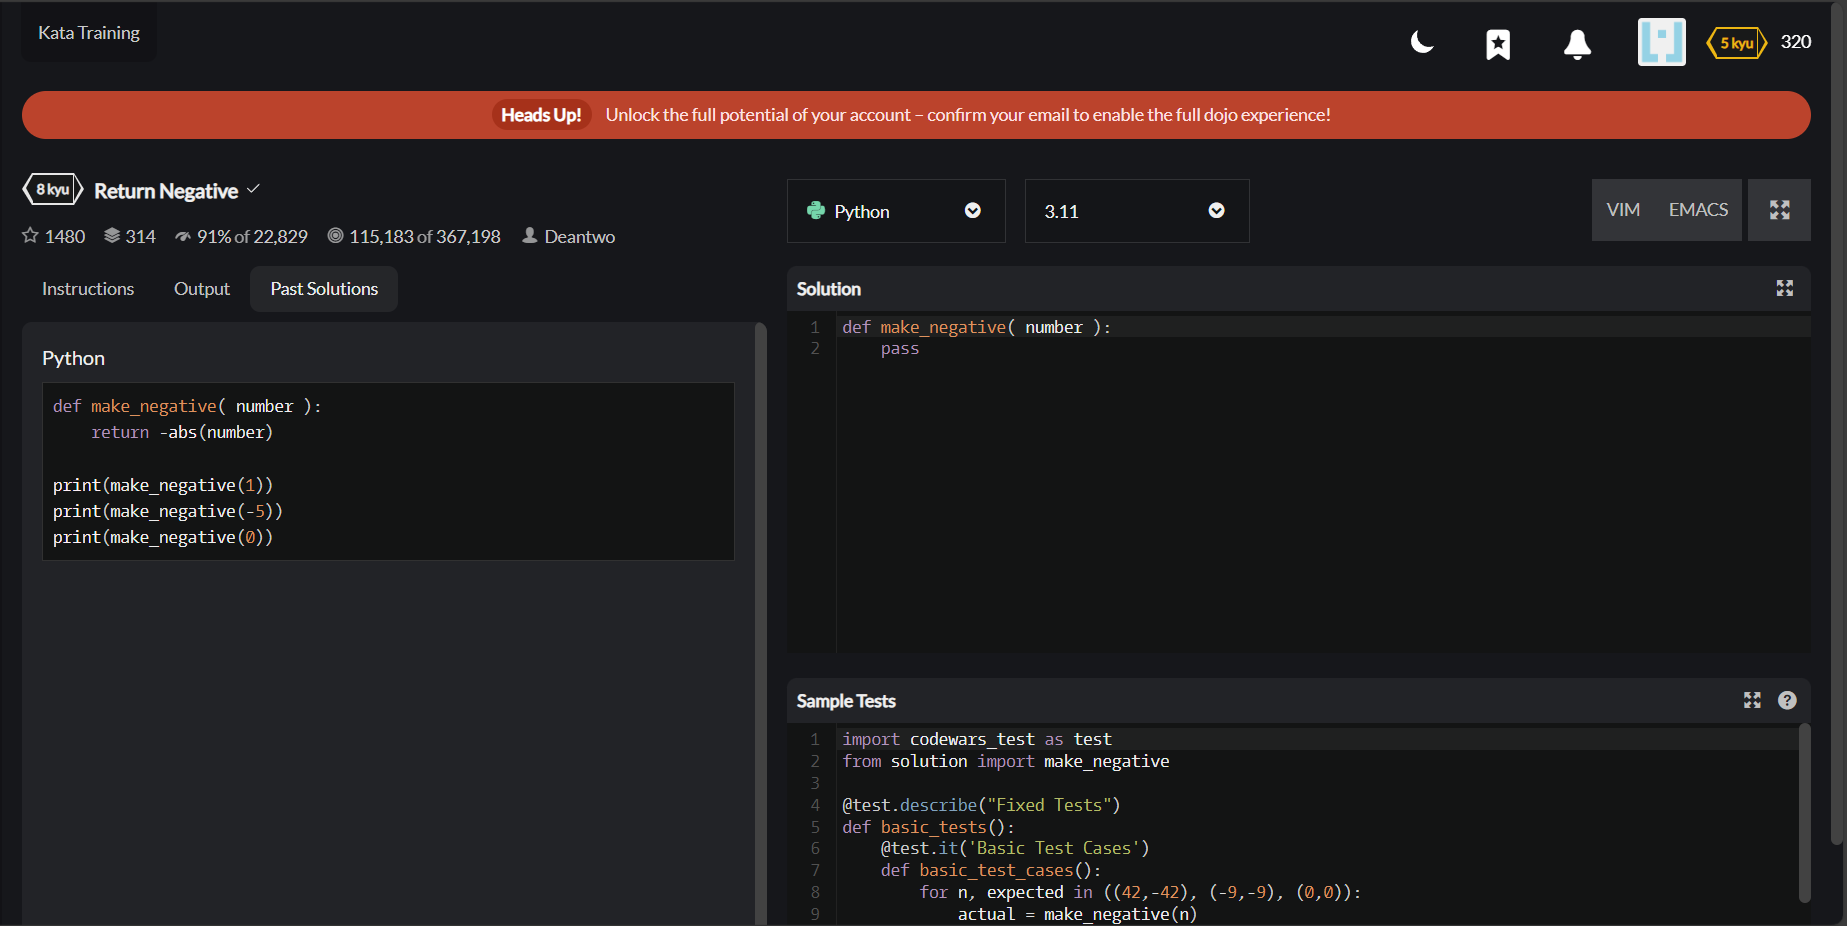 Kata Training
5 kyu 320
Heads Up! Unlock the full potential of your account – confirm your email to enable the full dojo experience!
8 kyu Return Negative
1480 314 91% of 22,829 115,183 of 367,198 Deantwo
Instructions Output Past Solutions
Python
def make_negative( number ):
    return -abs(number)
print(make_negative(1))
print(make_negative(-5))
print(make_negative(0))
Python 3.11 VIM EMACS
Solution
1 def make_negative( number ):
2     pass
Sample Tests ?
1 import codewars_test as test
2 from solution import make_negative
3
4 @test.describe("Fixed Tests")
5 def basic_tests():
6     @test.it('Basic Test Cases')
7     def basic_test_cases():
8         for n, expected in ((42,-42), (-9,-9), (0,0)):
9             actual = make_negative(n)